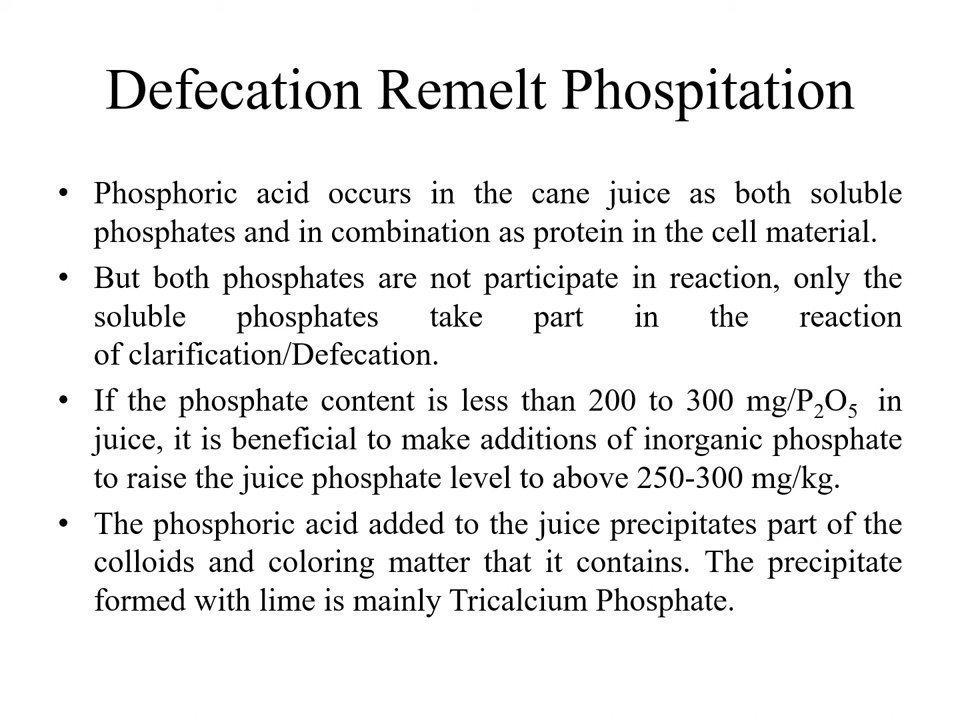 Defecation Remelt Phospitation
• Phosphoric acid occurs in the cane juice as both soluble
phosphates and in combination as protein in the cell material.
• But both phosphates are not participate in reaction, only the
soluble phosphates take part in the reaction
of clarification/Defecation.
• If the phosphate content is less than 200 to 300 mg/P₂O₅ in
juice, it is beneficial to make additions of inorganic phosphate
to raise the juice phosphate level to above 250-300 mg/kg.
• The phosphoric acid added to the juice precipitates part of the
colloids and coloring matter that it contains. The precipitate
formed with lime is mainly Tricalcium Phosphate.